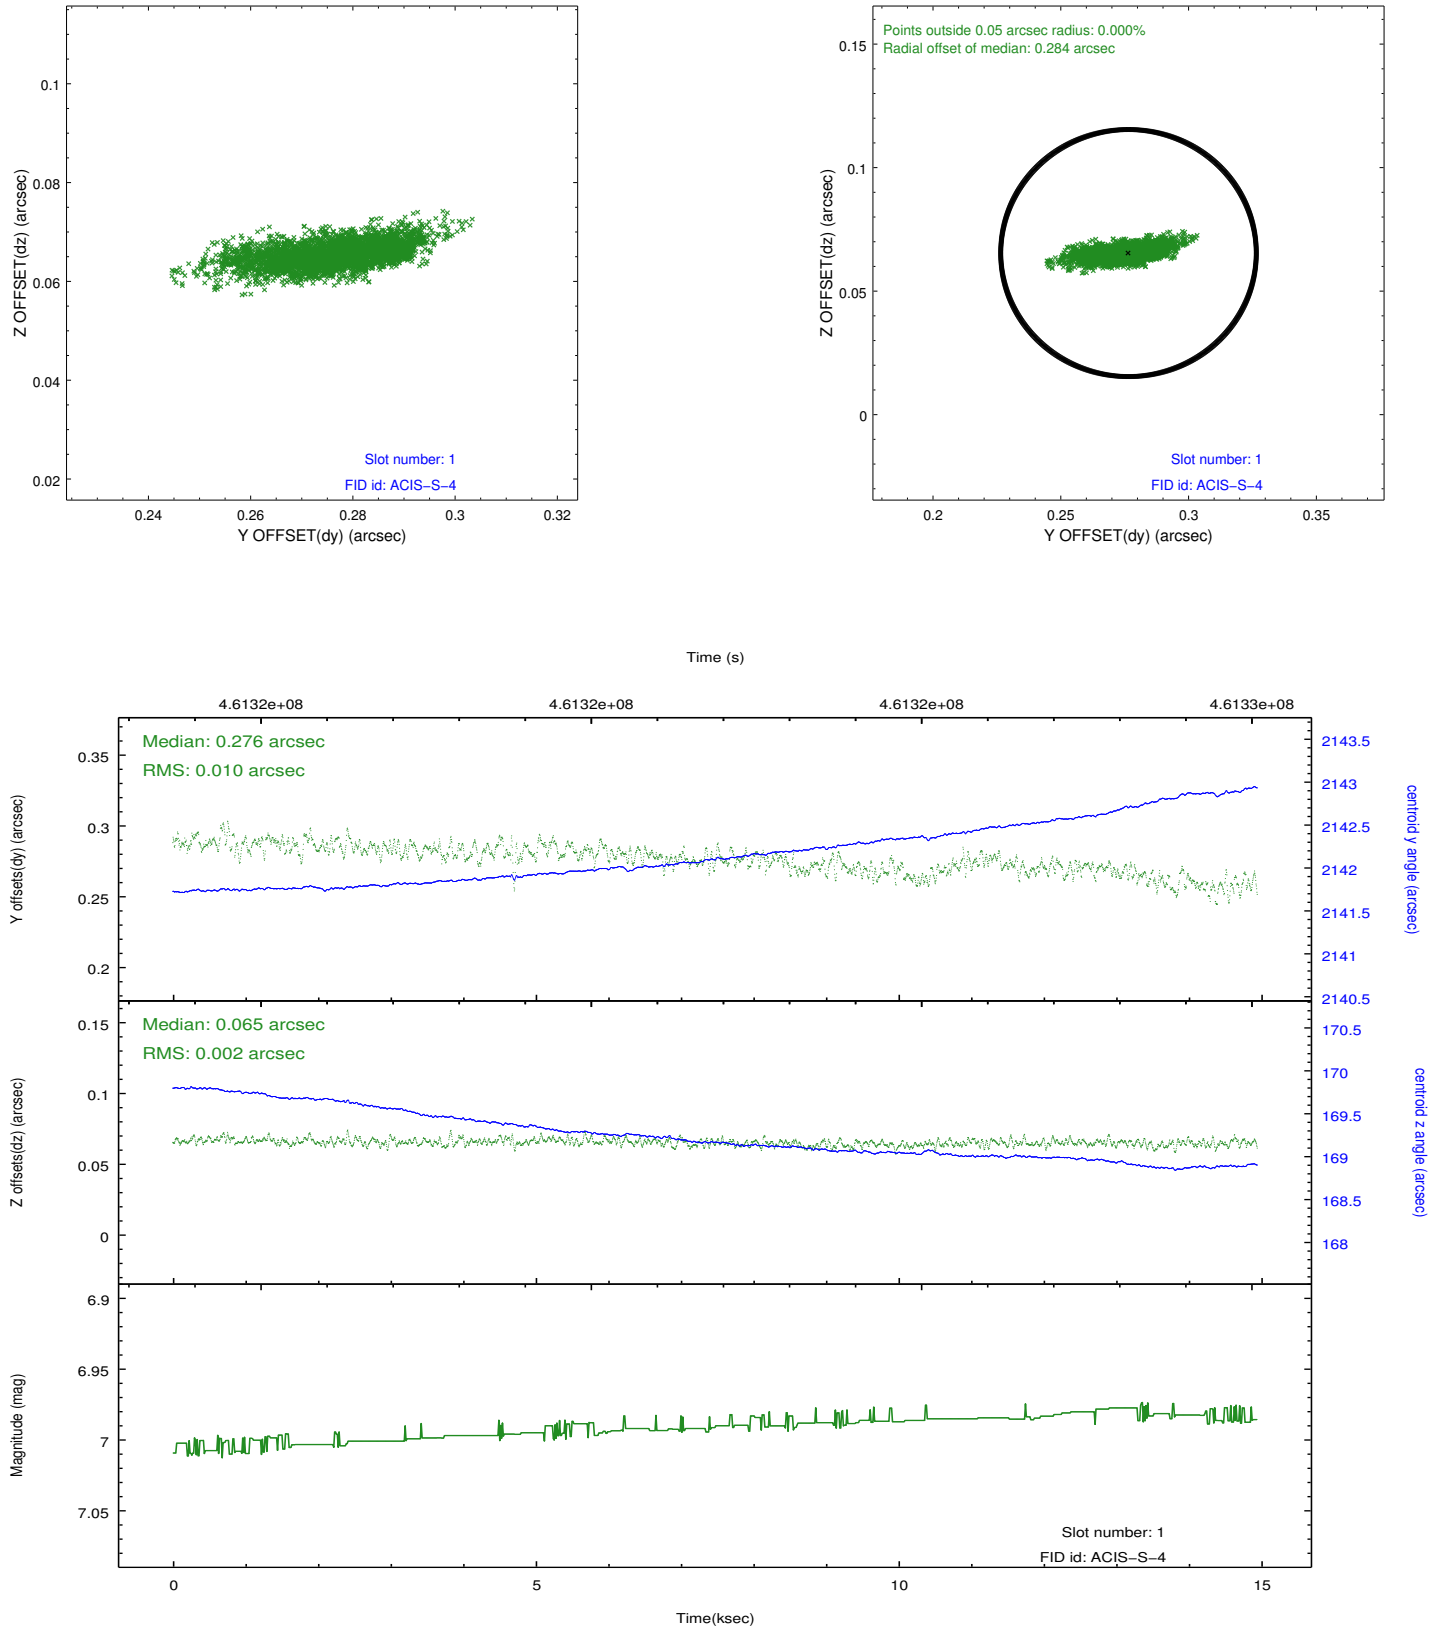 0.1
0.08
0.06
0.04
0.02
Z OFFSET(dz) (arcsec)
0.24
0.26
0.28
0.3
0.32
Y OFFSET(dy) (arcsec)
Slot number: 1
FID id: ACIS−S−4
Points outside 0.05 arcsec radius: 0.000%
Radial offset of median: 0.284 arcsec
0.15
0.1
0.05
0
Z OFFSET(dz) (arcsec)
0.2
0.25
0.3
0.35
Y OFFSET(dy) (arcsec)
Slot number: 1
FID id: ACIS−S−4
Time (s)
4.6132e+08
4.6132e+08
4.6132e+08
4.6133e+08
Median: 0.276 arcsec
RMS: 0.010 arcsec
0.35
0.3
0.25
0.2
Y offsets(dy) (arcsec)
2143.5
2143
2142.5
2142
2141.5
2141
2140.5
centroid y angle (arcsec)
Median: 0.065 arcsec
RMS: 0.002 arcsec
0.15
0.1
0.05
0
Z offsets(dz) (arcsec)
170.5
170
169.5
169
168.5
168
centroid z angle (arcsec)
6.9
6.95
7
7.05
Magnitude (mag)
Slot number: 1
FID id: ACIS−S−4
0
5
10
15
Time(ksec)